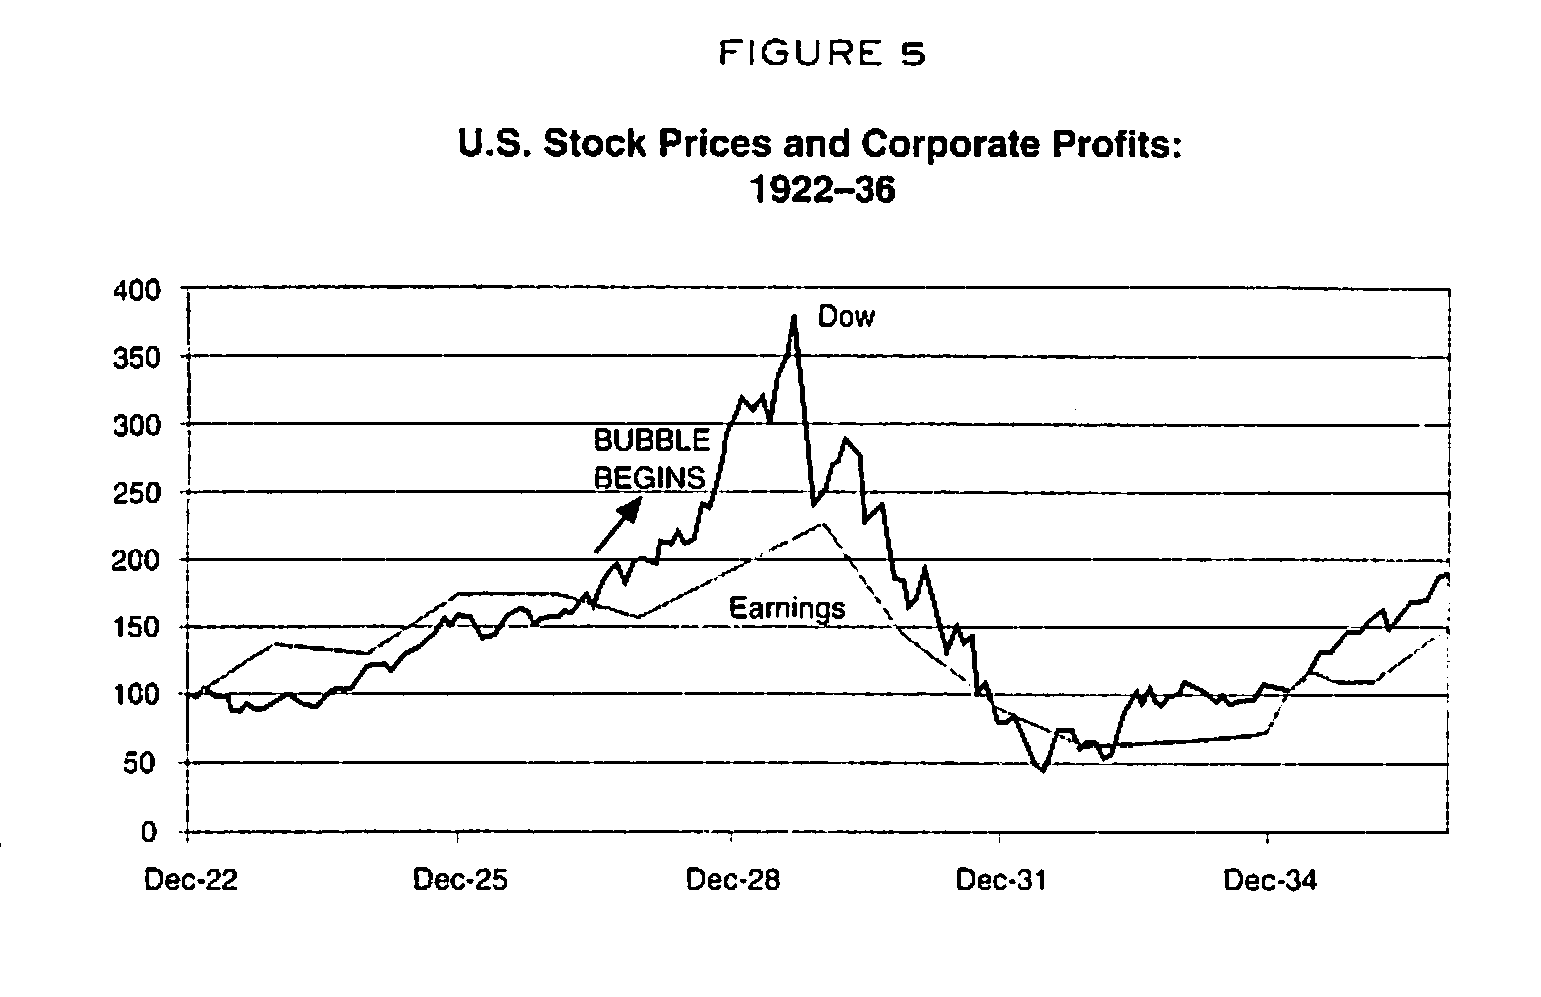 FIGURE 5
U.S. Stock Prices and Corporate Profits:
1922–36
400
350
300
250
200
150
100
50
0
Dow
BUBBLE
BEGINS
Earnings
Dec-22
Dec-25
Dec-28
Dec-31
Dec-34